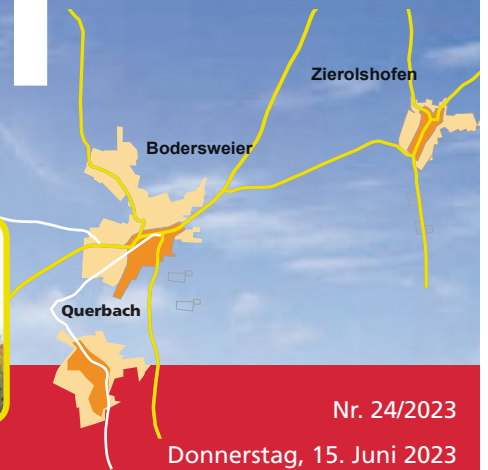 Zierolshofen
Bodersweier
Querbach
Nr. 24/2023
Donnerstag, 15. Juni 2023